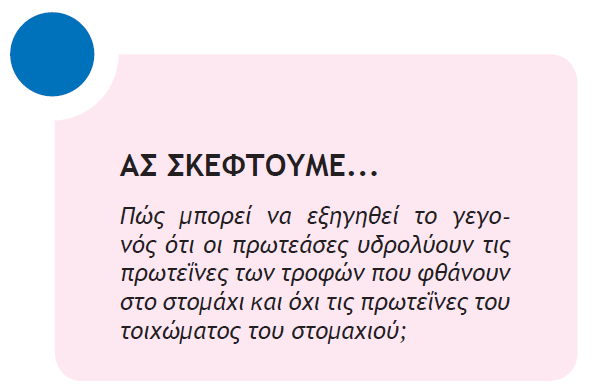 ΑΣ ΣΚΕΦΤΟΥΜΕ...
Πώς μπορεί να εξηγηθεί το γεγο-
νός ότι οι πρωτεάσες υδρολύουν τις
πρωτεΐνες των τροφών που φθάνουν
στο στομάχι και όχι τις πρωτεΐνες του
τοιχώματος του στομαχιού;